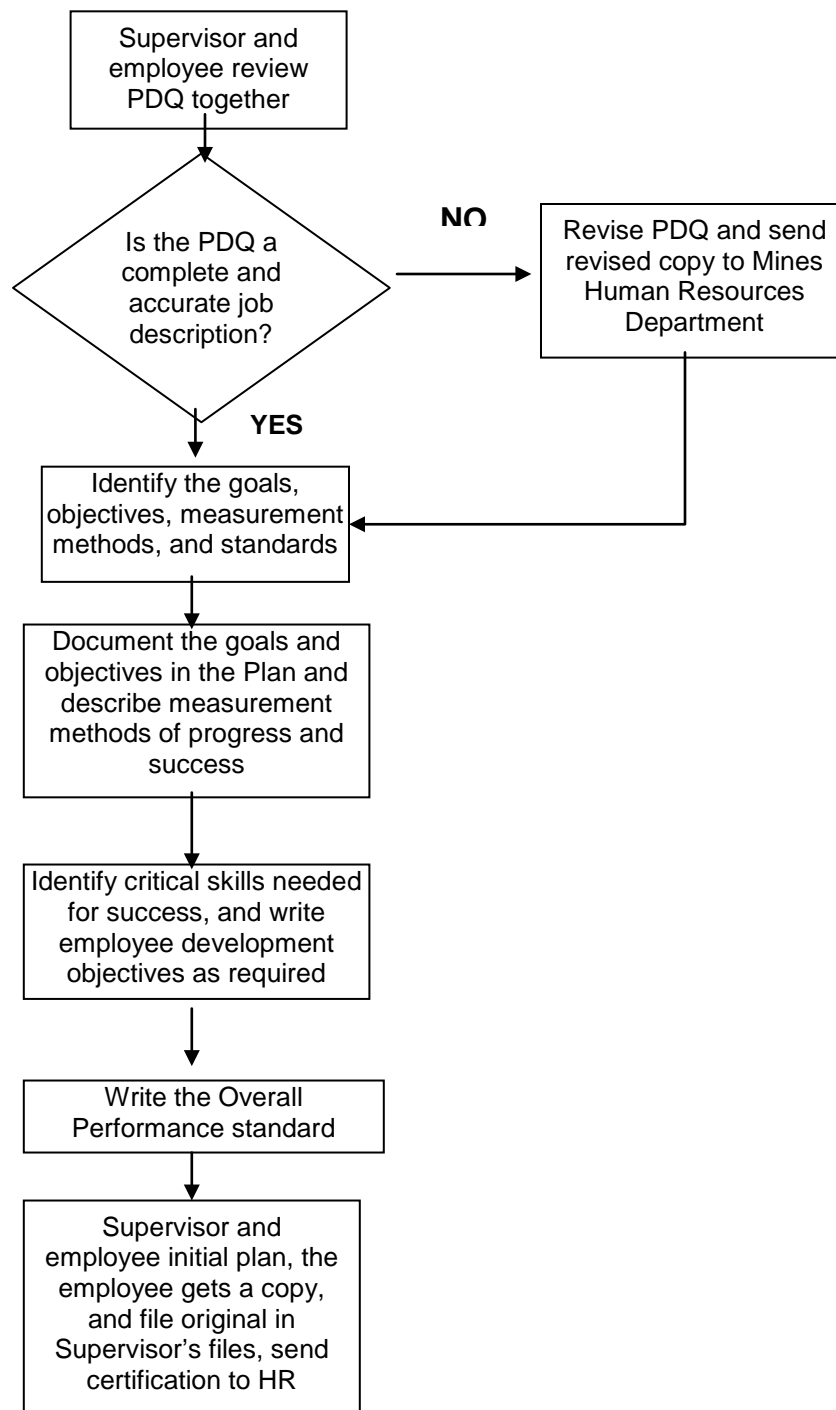 Supervisor and
employee review
PDQ together
Is the PDQ a
complete and
accurate job
description?
NO
Revise PDQ and send
revised copy to Mines
Human Resources
Department
YES
Identify the goals,
objectives, measurement
methods, and standards
Document the goals and
objectives in the Plan and
describe measurement
methods of progress and
success
Identify critical skills needed
for success, and write
employee development
objectives as required
Write the Overall
Performance standard
Supervisor and
employee initial plan, the
employee gets a copy,
and file original in
Supervisor’s files, send
certification to HR